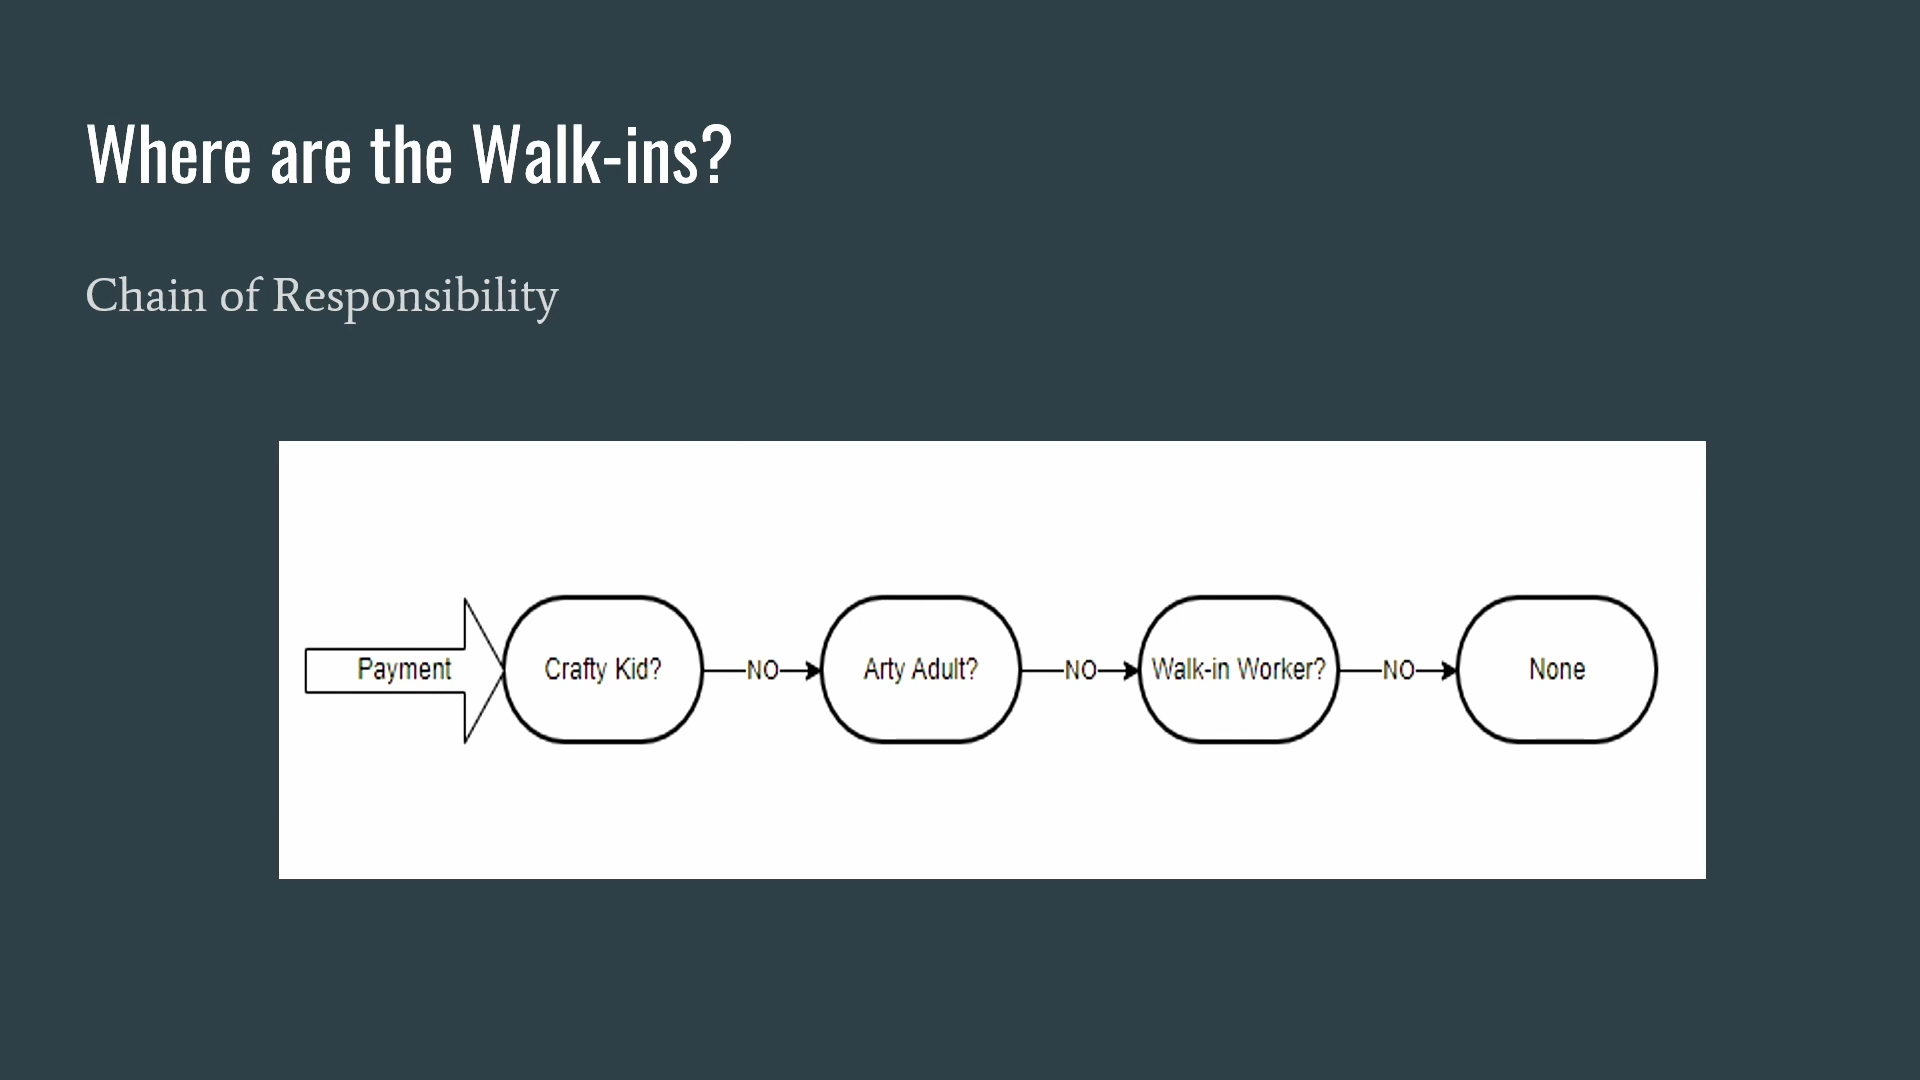 Where are the Walk-ins?
Chain of Responsibility
Payment
Crafty Kid?
NO
Arty Adult?
NO
Walk-in Worker?
NO
None